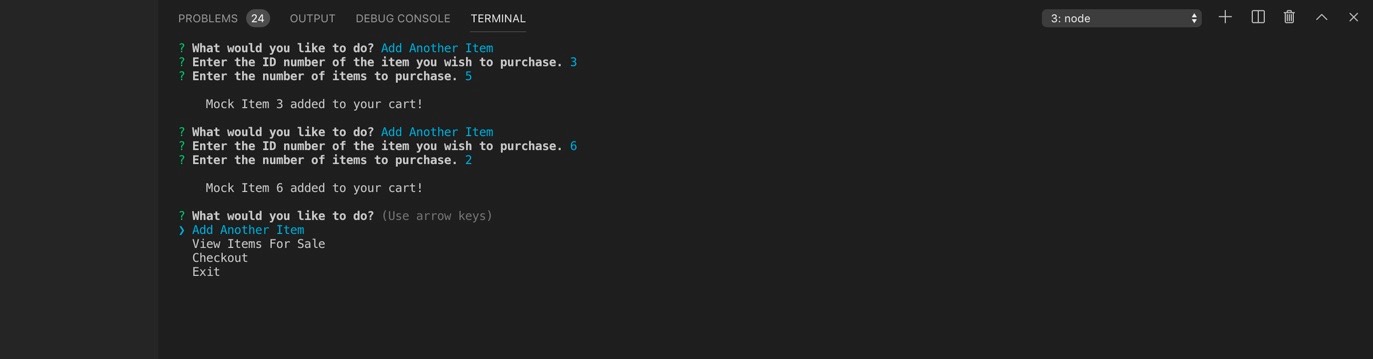 PROBLEMS 24 OUTPUT DEBUG CONSOLE TERMINAL 3: node
? What would you like to do? Add Another Item
? Enter the ID number of the item you wish to purchase. 3
? Enter the number of items to purchase. 5
Mock Item 3 added to your cart!
? What would you like to do? Add Another Item
? Enter the ID number of the item you wish to purchase. 6
? Enter the number of items to purchase. 2
Mock Item 6 added to your cart!
? What would you like to do? (Use arrow keys)
❯ Add Another Item
View Items For Sale
Checkout
Exit